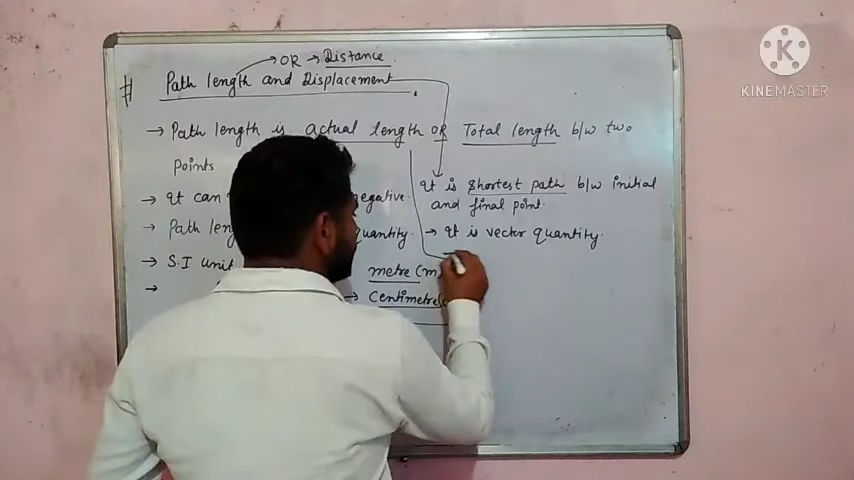 → OR → Distance
# Path length and Displacement
→ Path length is actual length OR Total length b/w two
points
→ It can negative.
→ Path quantity.
→ S.I unit metre (m)
→ → Centimetre
It is shortest path b/w initial
and final point.
→ It is vector quantity.
K
KINEMASTER